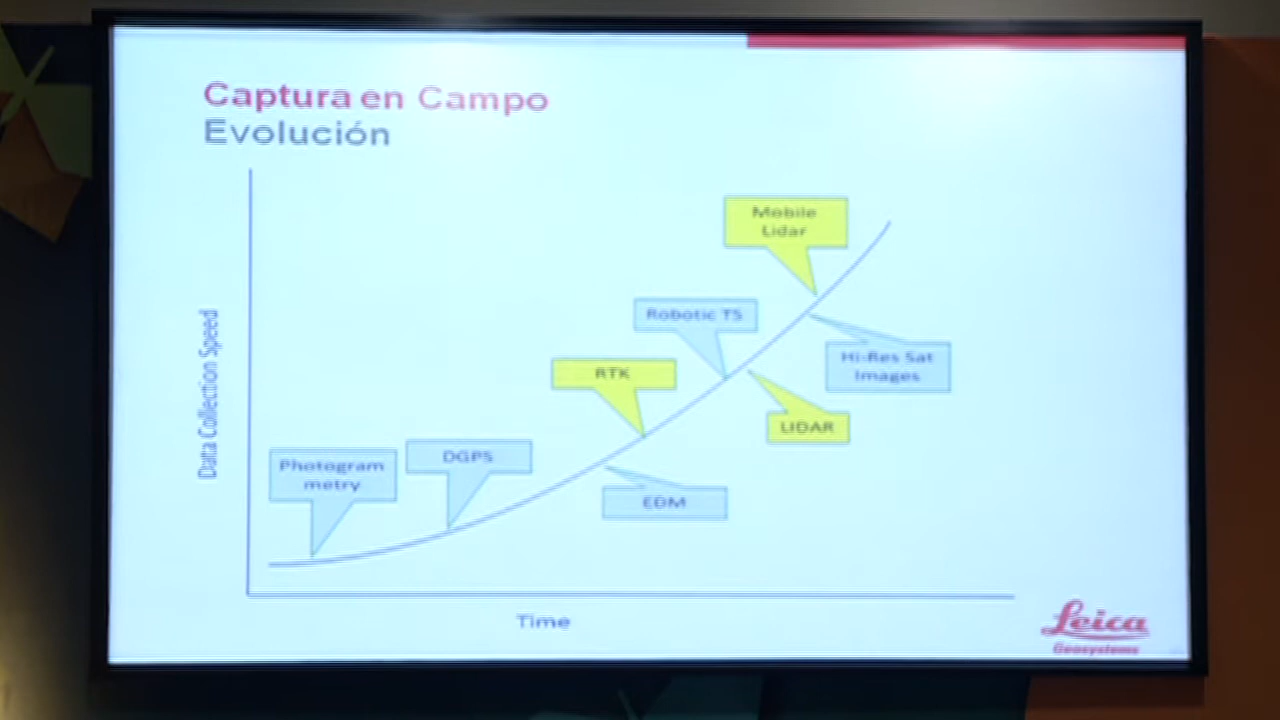 Captura en Campo
Evolución
Mobile
Lidar
Robotic TS
Hi-Res Sat
Images
RTK
LIDAR
Data Collection Speed
Photogram
metry
DGPS
EDM
Time
Leica
Geosystems